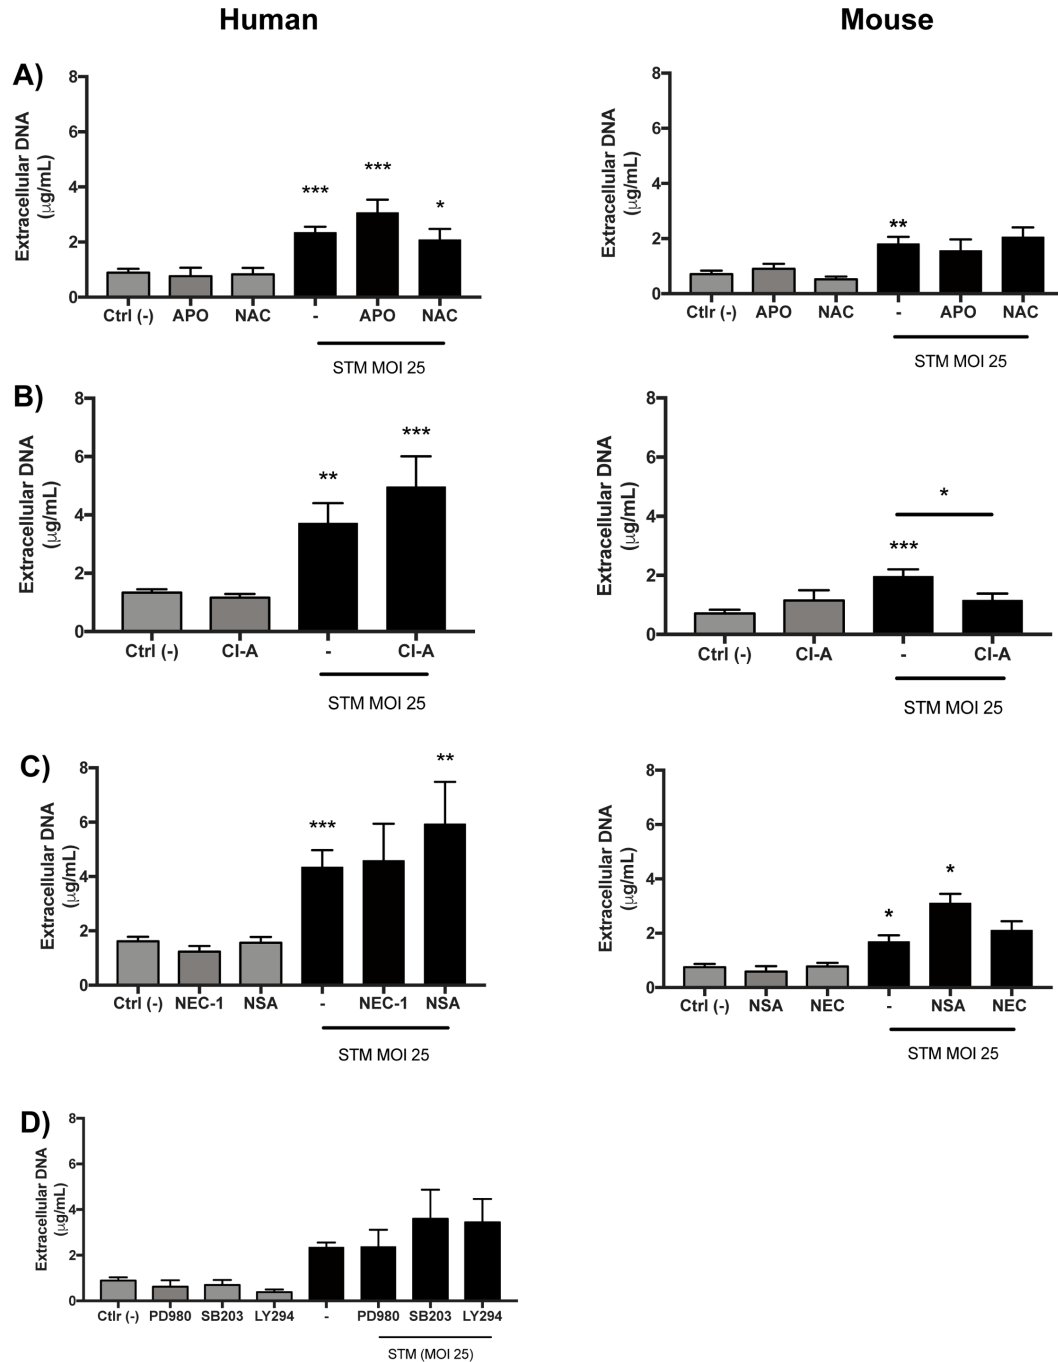 Human
Mouse
A)
Extracellular DNA
(μg/mL)
8
6
4
2
0
***
***
*
Ctrl (-) APO NAC - APO NAC
STM MOI 25
Extracellular DNA
(μg/mL)
8
6
4
2
0
**
Ctlr (-) APO NAC - APO NAC
STM MOI 25
B)
Extracellular DNA
(μg/mL)
8
6
4
2
0
**
***
Ctrl (-) Cl-A - Cl-A
STM MOI 25
Extracellular DNA
(μg/mL)
8
6
4
2
0
***
*
Ctrl (-) Cl-A - Cl-A
STM MOI 25
C)
Extracellular DNA
(μg/mL)
8
6
4
2
0
***
**
Ctrl (-) NEC-1 NSA - NEC-1 NSA
STM MOI 25
Extracellular DNA
(μg/mL)
8
6
4
2
0
*
*
Ctrl (-) NSA NEC - NSA NEC
STM MOI 25
D)
Extracellular DNA
(μg/mL)
8
6
4
2
0
Ctlr (-) PD980 SB203 LY294 - PD980 SB203 LY294
STM (MOI 25)